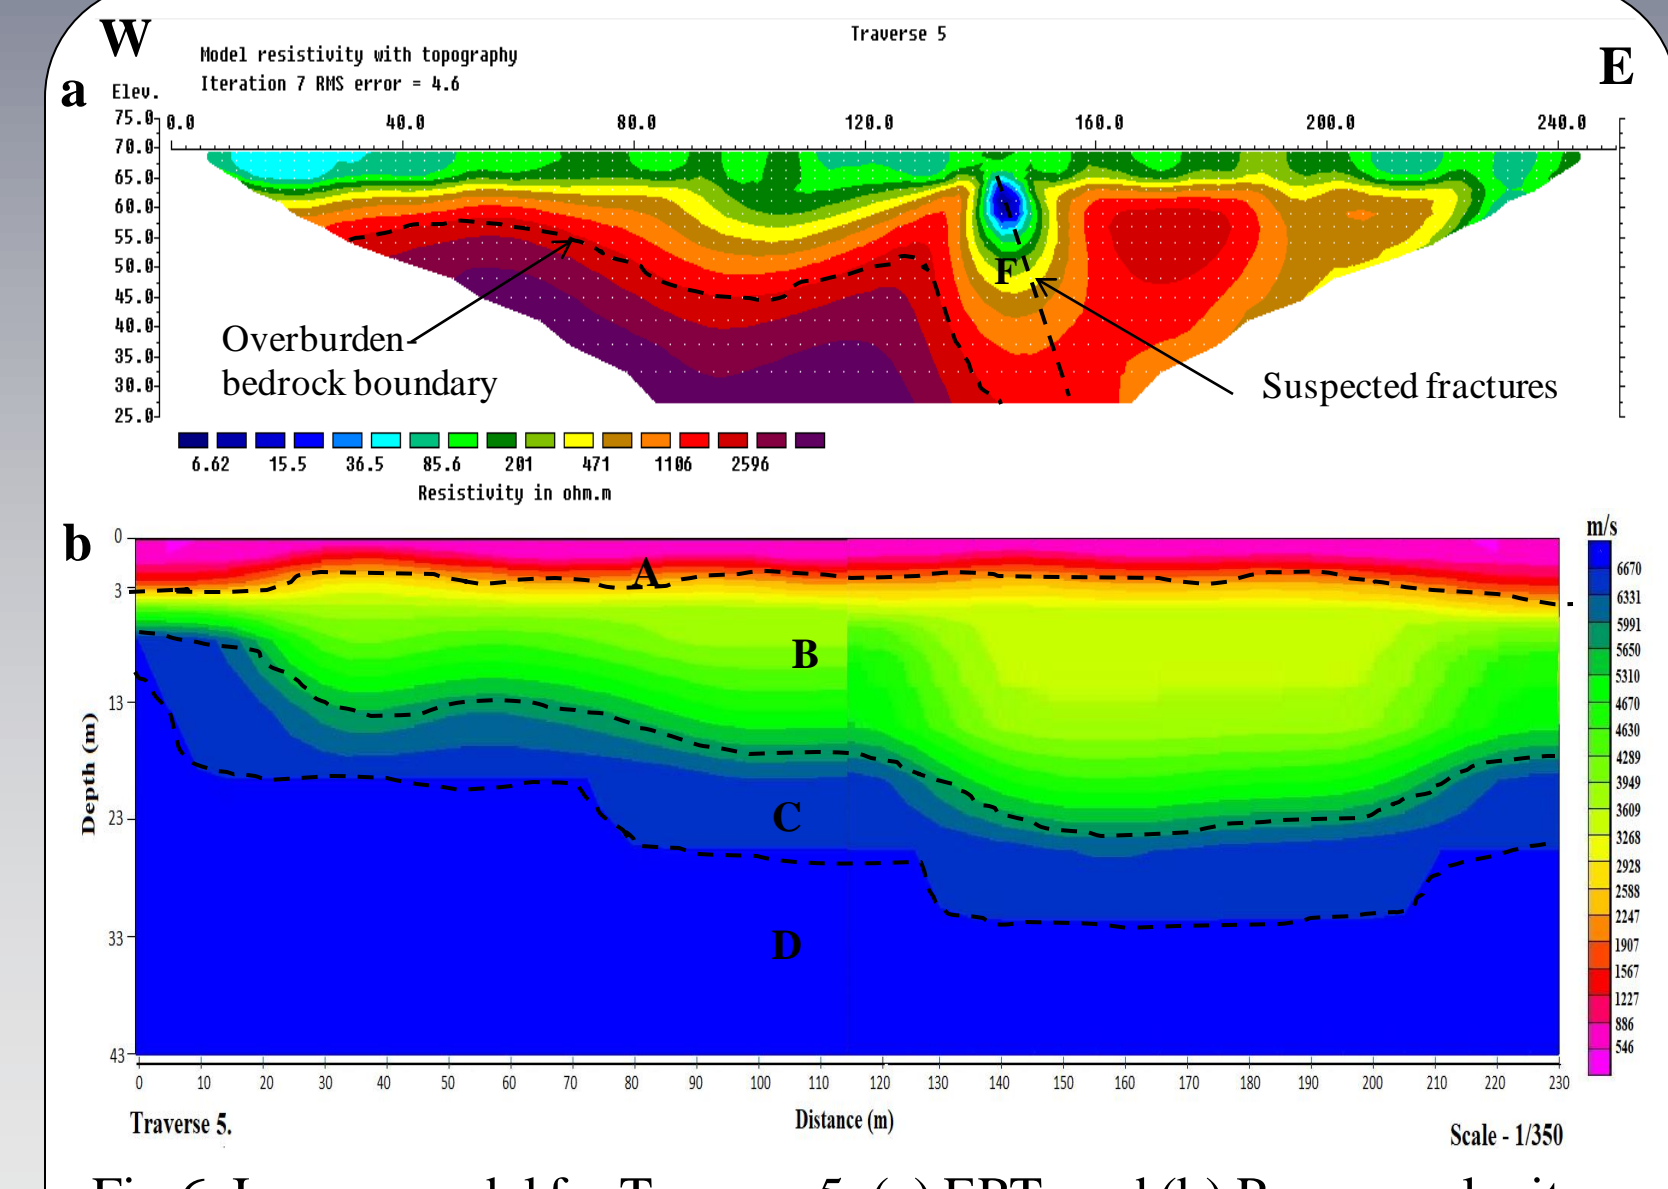 W
Traverse 5
E
Model resistivity with topography
Iteration 7 RMS error = 4.6
a
Elev.
75.0
0.0 40.0 80.0 120.0 160.0 200.0 240.0
70.0
65.0
60.0
55.0
50.0
45.0
40.0
35.0
30.0
25.0
F
Overburden-
bedrock boundary
Suspected fractures
6.62 15.5 36.5 85.6 201 471 1106 2596
Resistivity in ohm.m
b
m/s
0
3
13
23
33
43
Depth (m)
A
B
C
D
6670
6331
5991
5650
5310
4670
4630
4289
3949
3609
3268
2928
2588
2247
1907
1567
1227
886
546
0 10 20 30 40 50 60 70 80 90 100 110 120 130 140 150 160 170 180 190 200 210 220 230
Traverse 5.
Distance (m)
Scale - 1/350